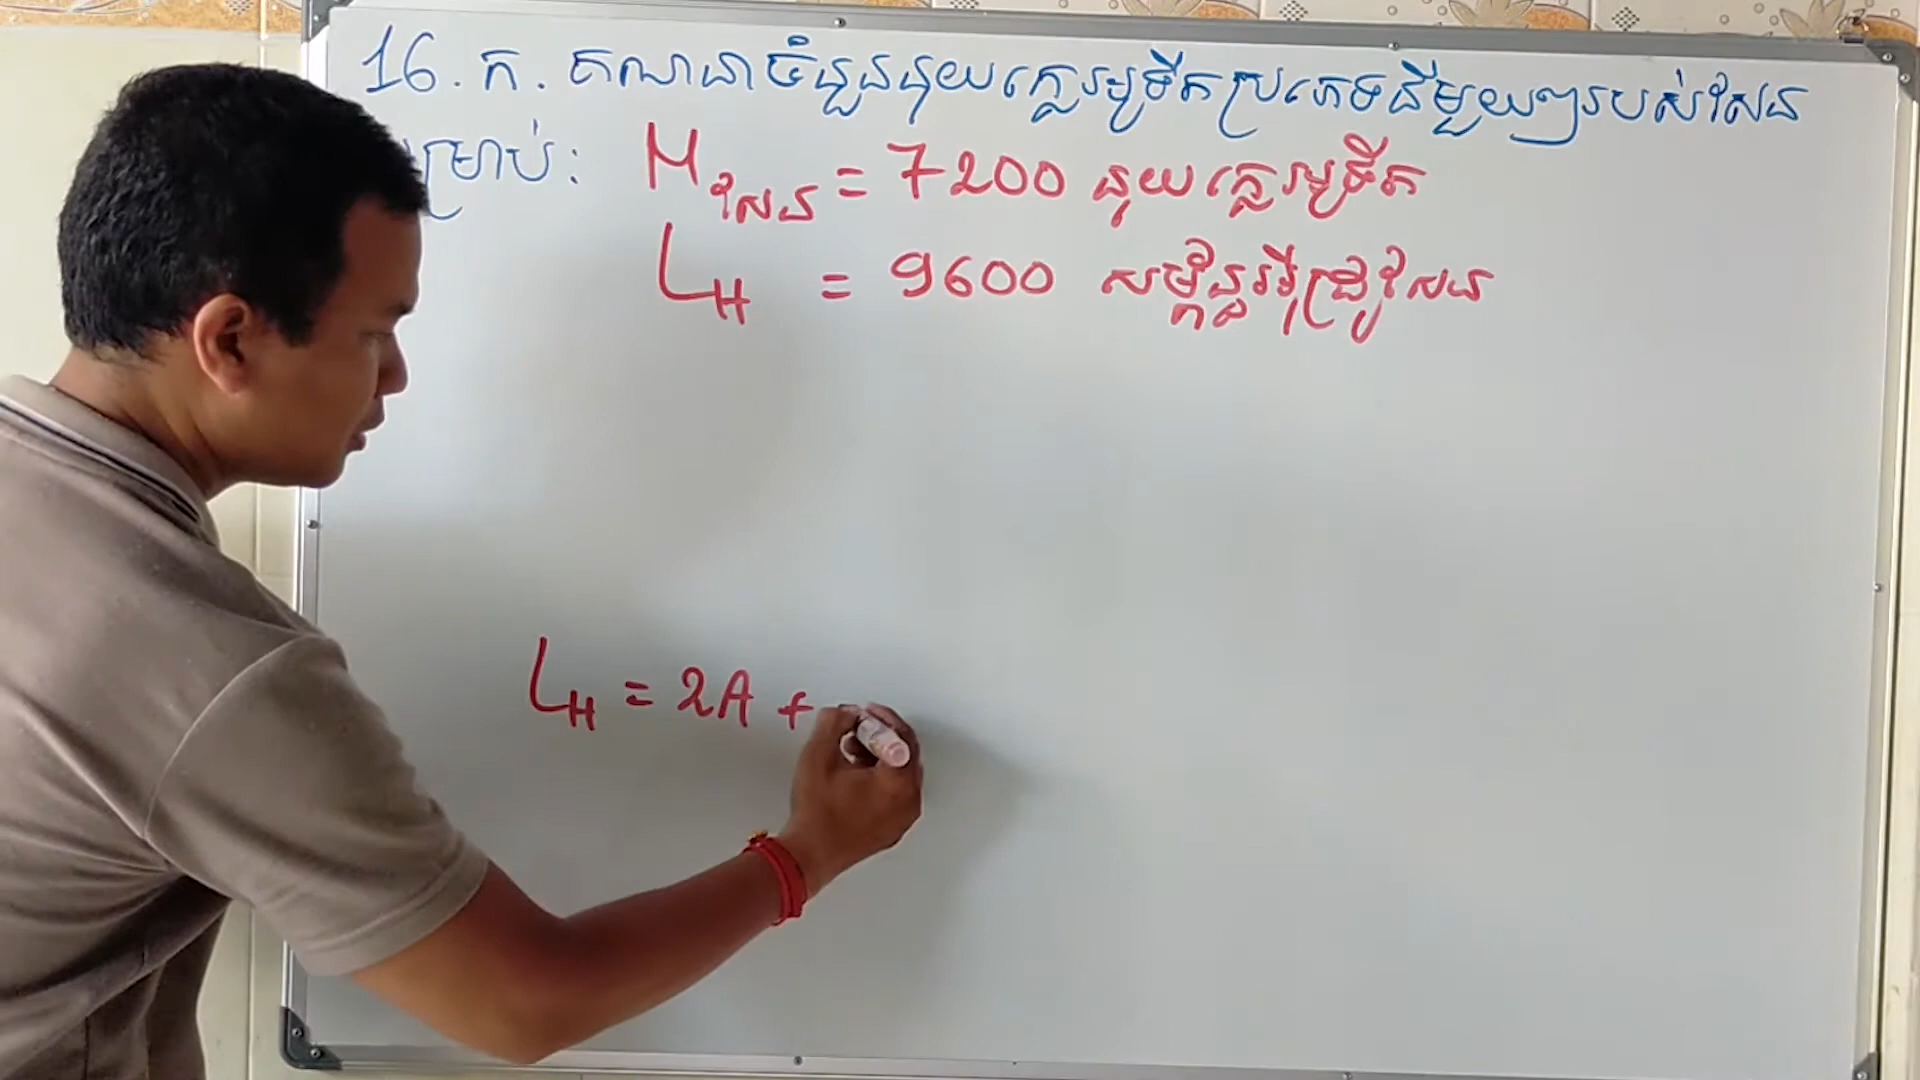 16. ក. គណនាចំនួននុយក្លេអូទីតប្រភេទនីមួយៗរបស់សែន
ម្រាប់ :
M សែន = 7200 នុយក្លេអូទីត
L H = 9600 សម្ព័ន្ធអ៊ីដ្រូសែន
L H = 2A +